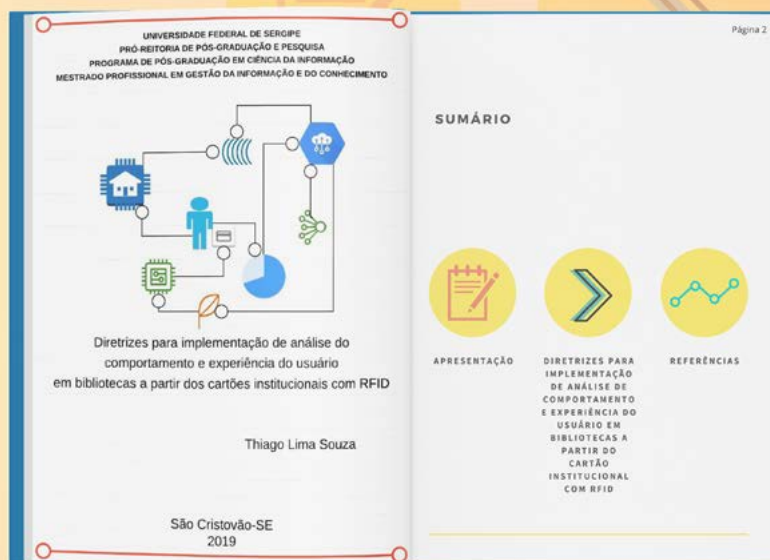 UNIVERSIDADE FEDERAL DE SERGIPE
PRÓ-REITORIA DE PÓS-GRADUAÇÃO E PESQUISA
PROGRAMA DE PÓS-GRADUAÇÃO EM CIÊNCIA DA INFORMAÇÃO
MESTRADO PROFISSIONAL EM GESTÃO DA INFORMAÇÃO E DO CONHECIMENTO
Diretrizes para implementação de análise do
comportamento e experiência do usuário
em bibliotecas a partir dos cartões institucionais com RFID
Thiago Lima Souza
São Cristovão-SE
2019
Página 2
SUMÁRIO
APRESENTAÇÃO
DIRETRIZES PARA
IMPLEMENTAÇÃO
DE ANÁLISE DE
COMPORTAMENTO
E EXPERIÊNCIA DO
USUÁRIO EM
BIBLIOTECAS A
PARTIR DO
CARTÃO
INSTITUCIONAL
COM RFID
REFERÊNCIAS